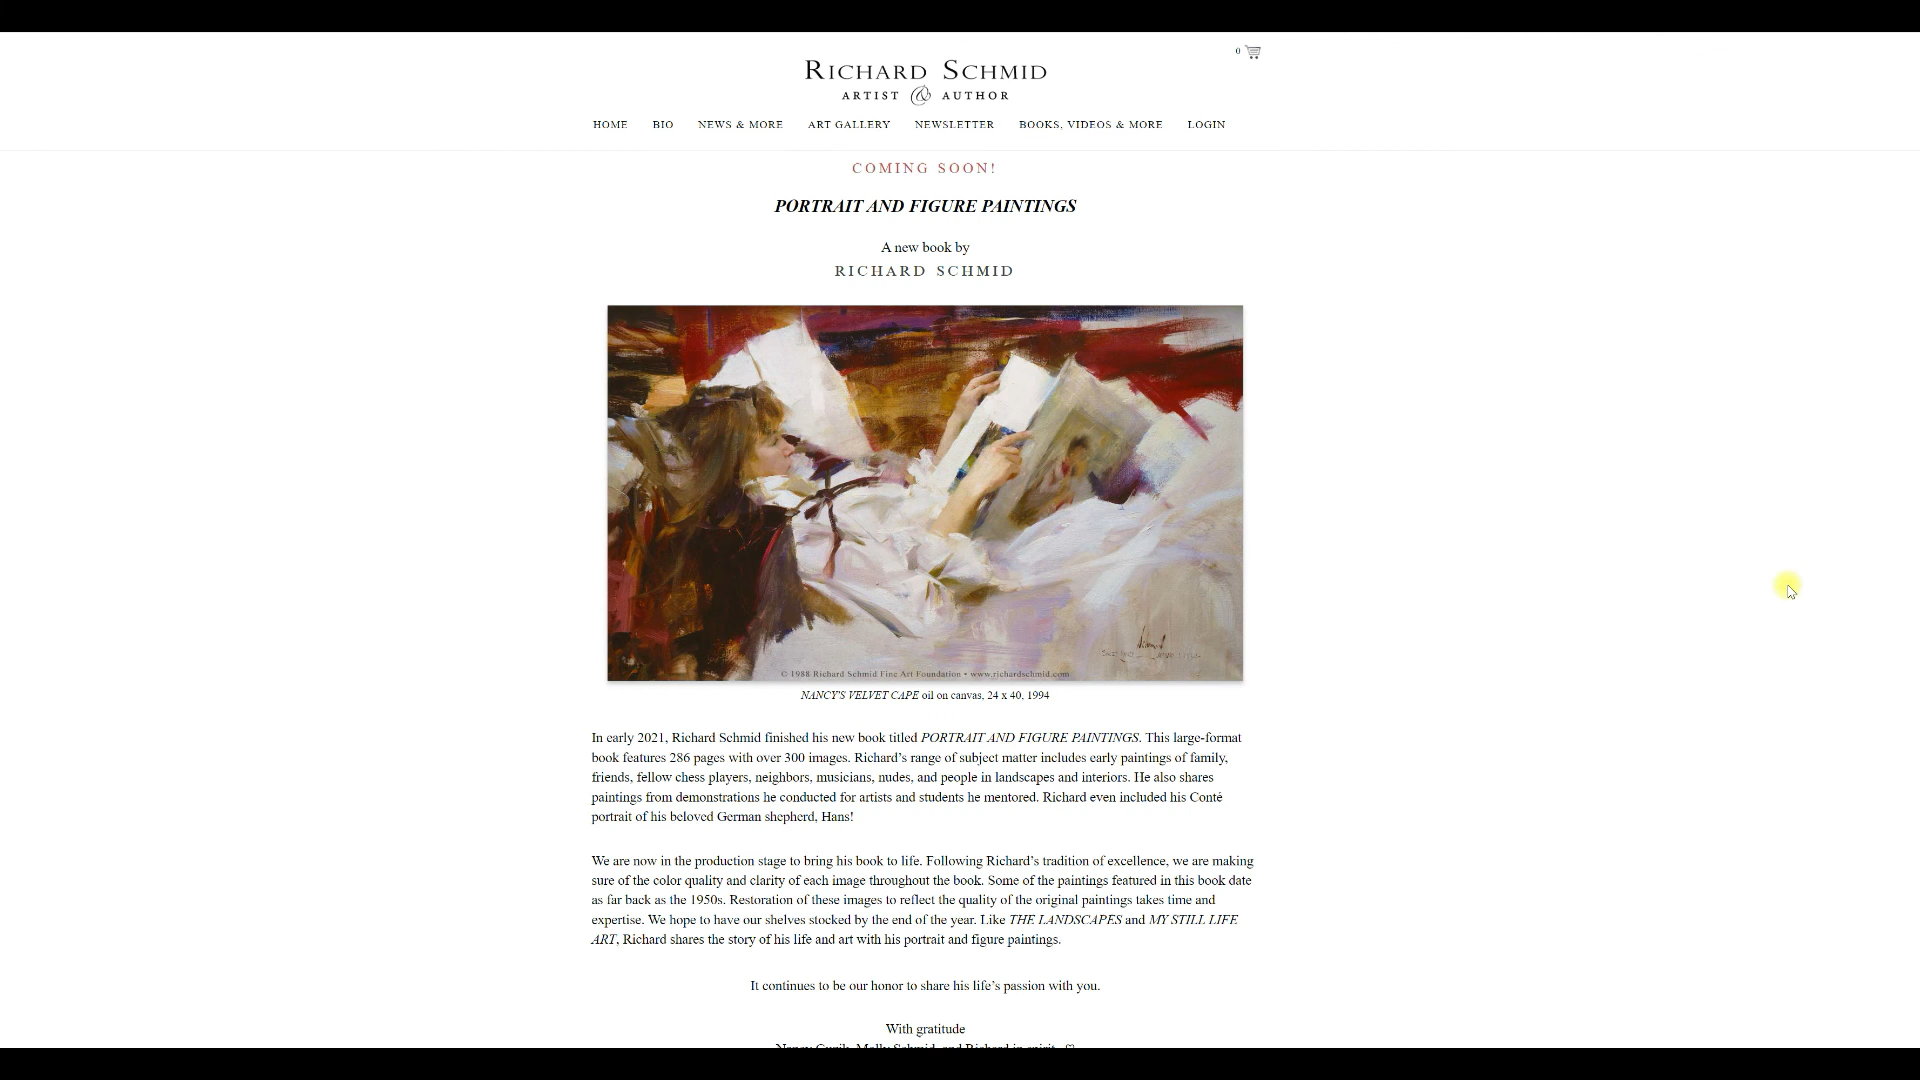 0
RICHARD SCHMID
ARTIST & AUTHOR
HOME BIO NEWS & MORE ART GALLERY NEWSLETTER BOOKS, VIDEOS & MORE LOGIN
COMING SOON!
PORTRAIT AND FIGURE PAINTINGS
A new book by
RICHARD SCHMID
© 1988 Richard Schmid Fine Art Foundation • www.richardschmid.com
NANCY'S VELVET CAPE oil on canvas, 24 x 40, 1994
In early 2021, Richard Schmid finished his new book titled PORTRAIT AND FIGURE PAINTINGS. This large-format
book features 286 pages with over 300 images. Richard’s range of subject matter includes early paintings of family,
friends, fellow chess players, neighbors, musicians, nudes, and people in landscapes and interiors. He also shares
paintings from demonstrations he conducted for artists and students he mentored. Richard even included his Conté
portrait of his beloved German shepherd, Hans!
We are now in the production stage to bring his book to life. Following Richard’s tradition of excellence, we are making
sure of the color quality and clarity of each image throughout the book. Some of the paintings featured in this book date
as far back as the 1950s. Restoration of these images to reflect the quality of the original paintings takes time and
expertise. We hope to have our shelves stocked by the end of the year. Like THE LANDSCAPES and MY STILL LIFE
ART, Richard shares the story of his life and art with his portrait and figure paintings.
It continues to be our honor to share his life’s passion with you.
With gratitude